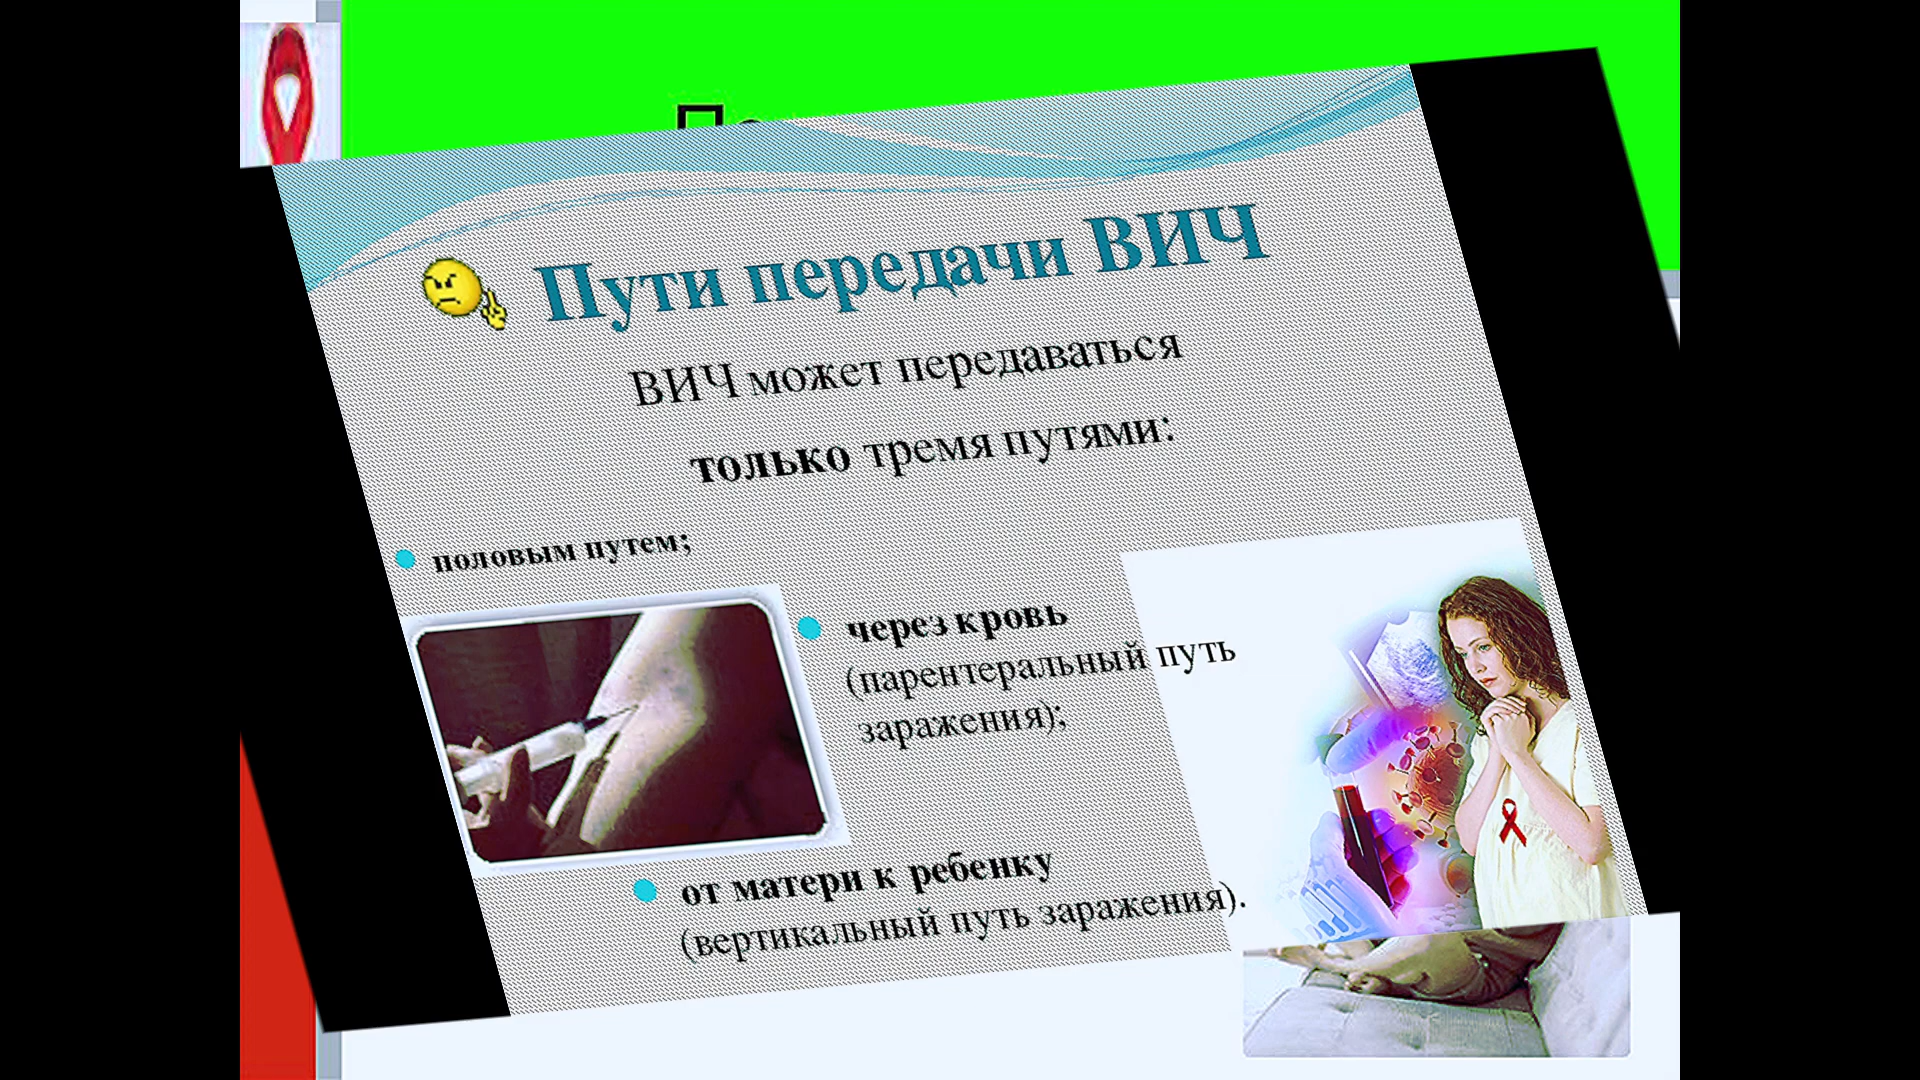 Пути передачи ВИЧ
ВИЧ может передаваться
только тремя путями:
половым путем;
через кровь
(парентеральный путь
заражения);
от матери к ребенку
(вертикальный путь заражения).